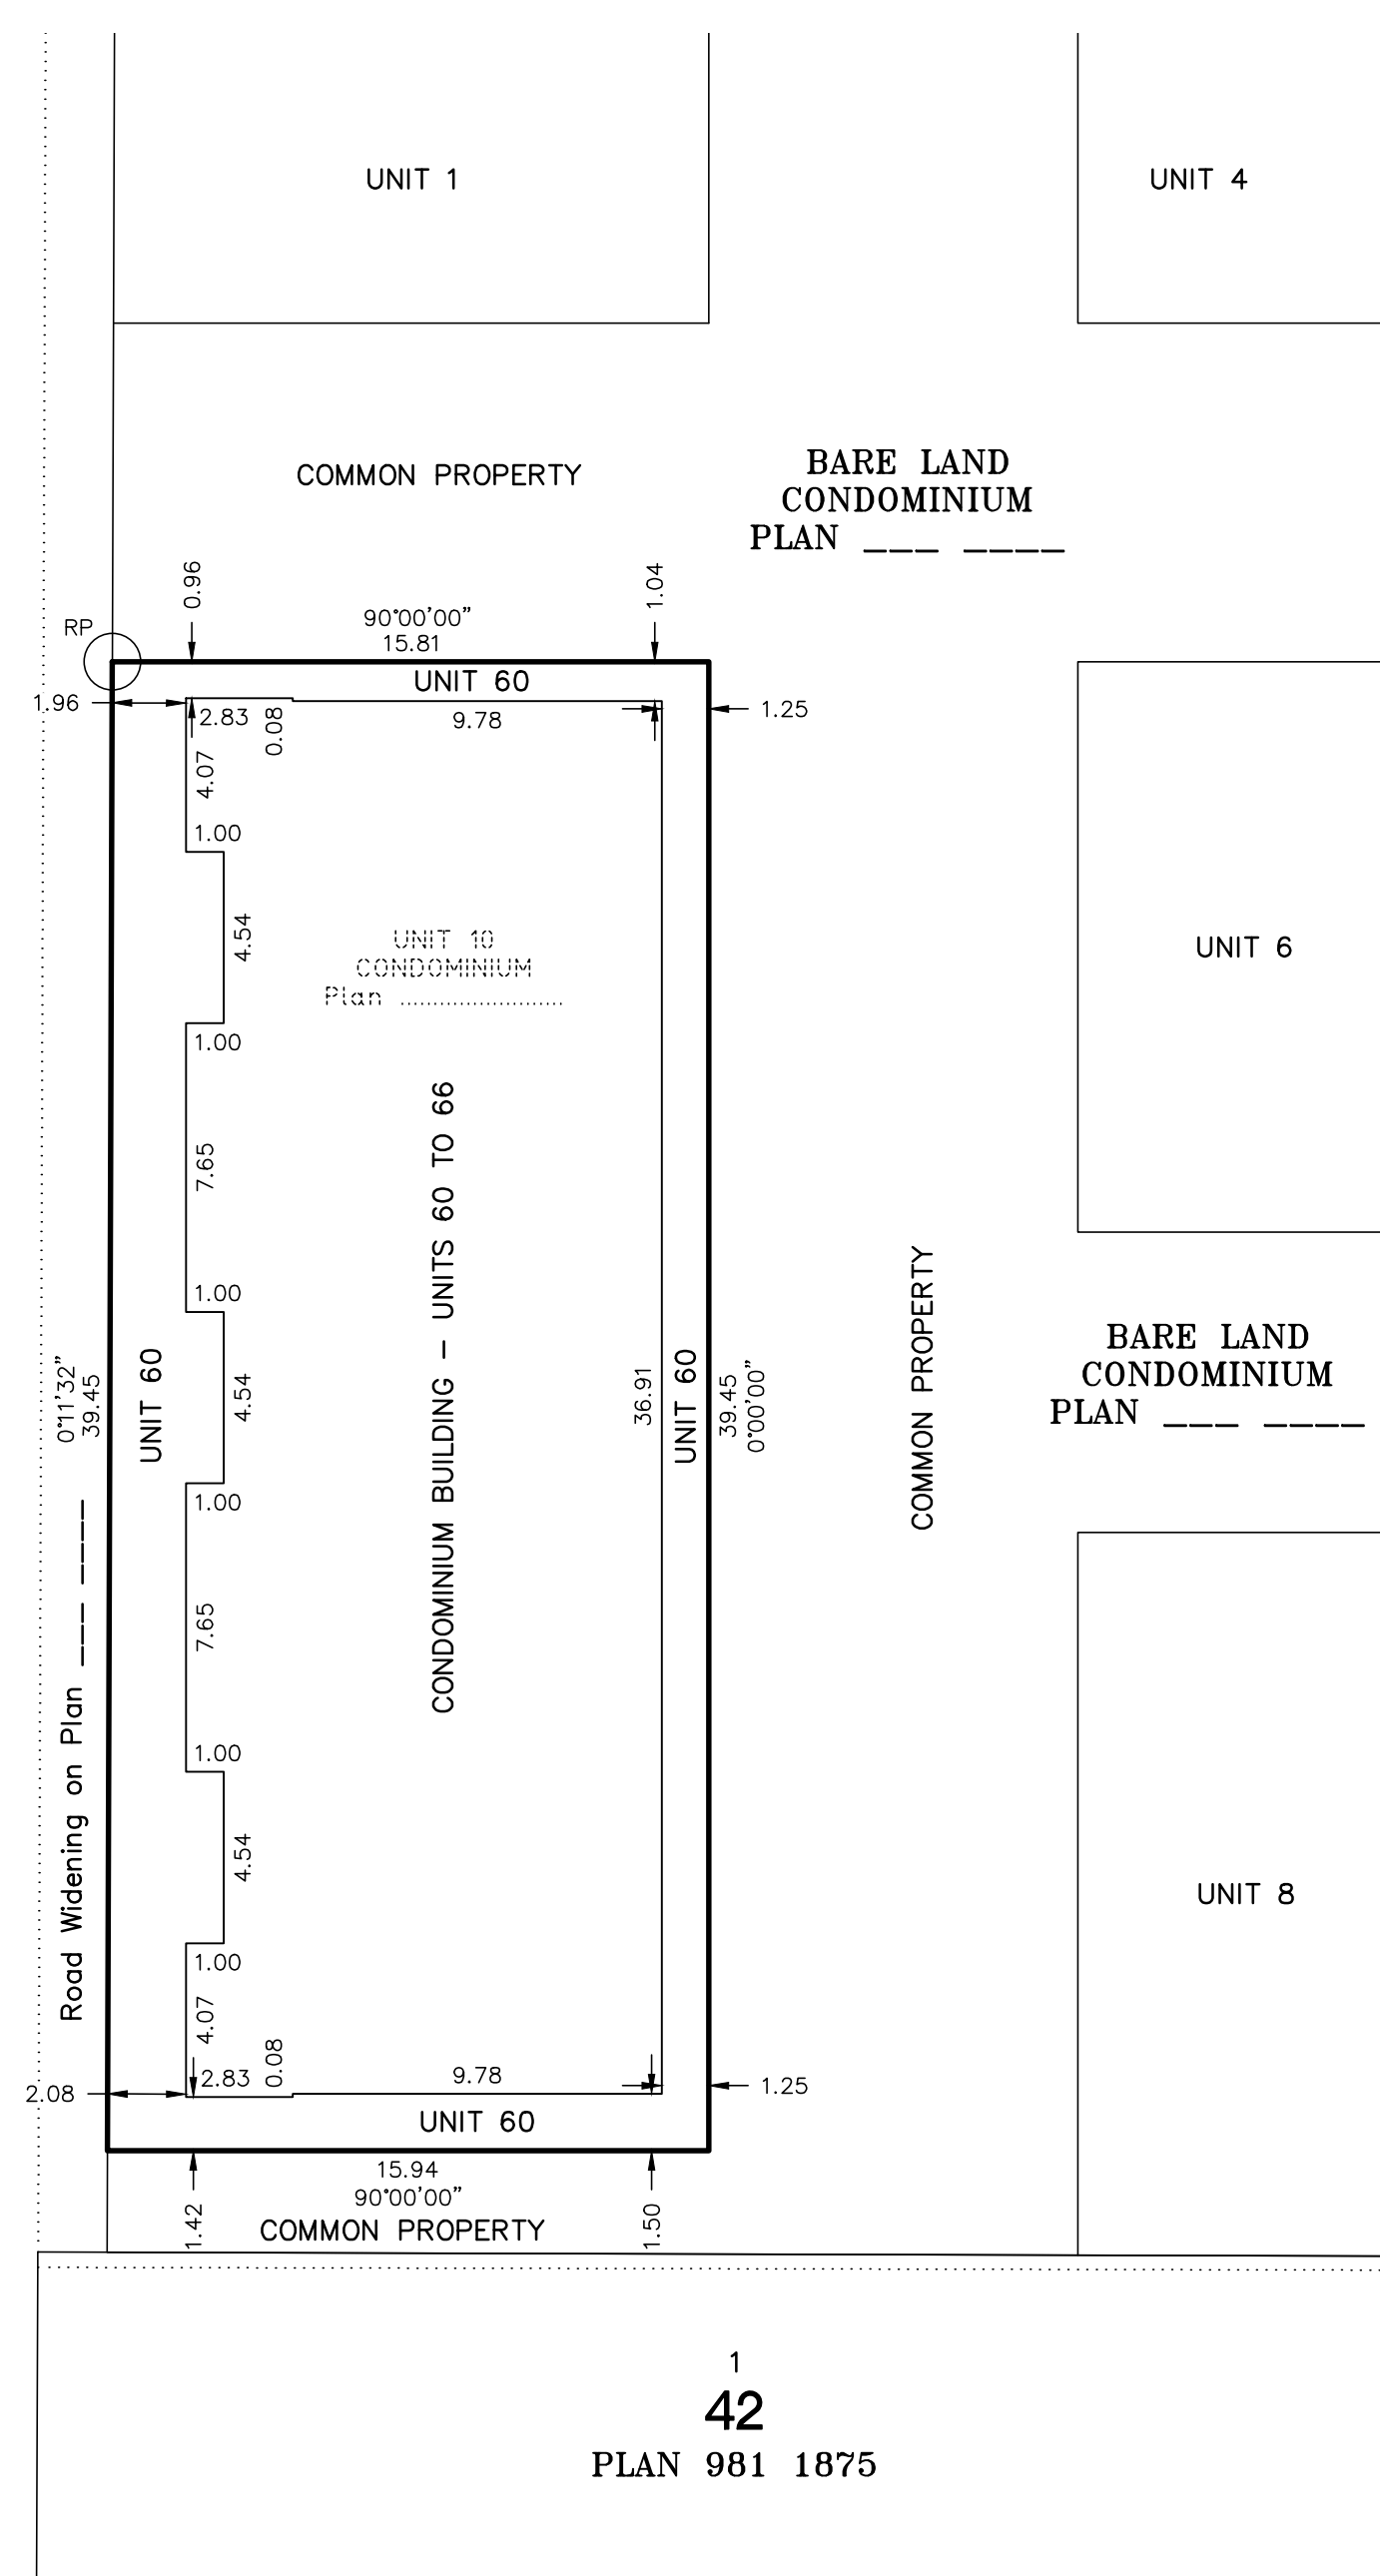 UNIT 1
UNIT 4
COMMON PROPERTY
BARE LAND
CONDOMINIUM
PLAN ___ ____
0.96
1.04
90°00'00"
15.81
RP
UNIT 60
1.96
2.83
0.08
9.78
1.25
4.07
1.00
4.54
UNIT 10
CONDOMINIUM
Plan ........................
UNIT 6
1.00
7.65
CONDOMINIUM BUILDING – UNITS 60 TO 66
1.00
COMMON PROPERTY
BARE LAND
CONDOMINIUM
PLAN ___ ____
0°11'32"
39.45
UNIT 60
4.54
36.91
UNIT 60
39.45
0°00'00"
1.00
7.65
Road Widening on Plan ___ ____
1.00
4.54
UNIT 8
1.00
4.07
2.08
2.83
0.08
9.78
1.25
UNIT 60
15.94
90°00'00"
1.42
COMMON PROPERTY
1.50
1
42
PLAN 981 1875